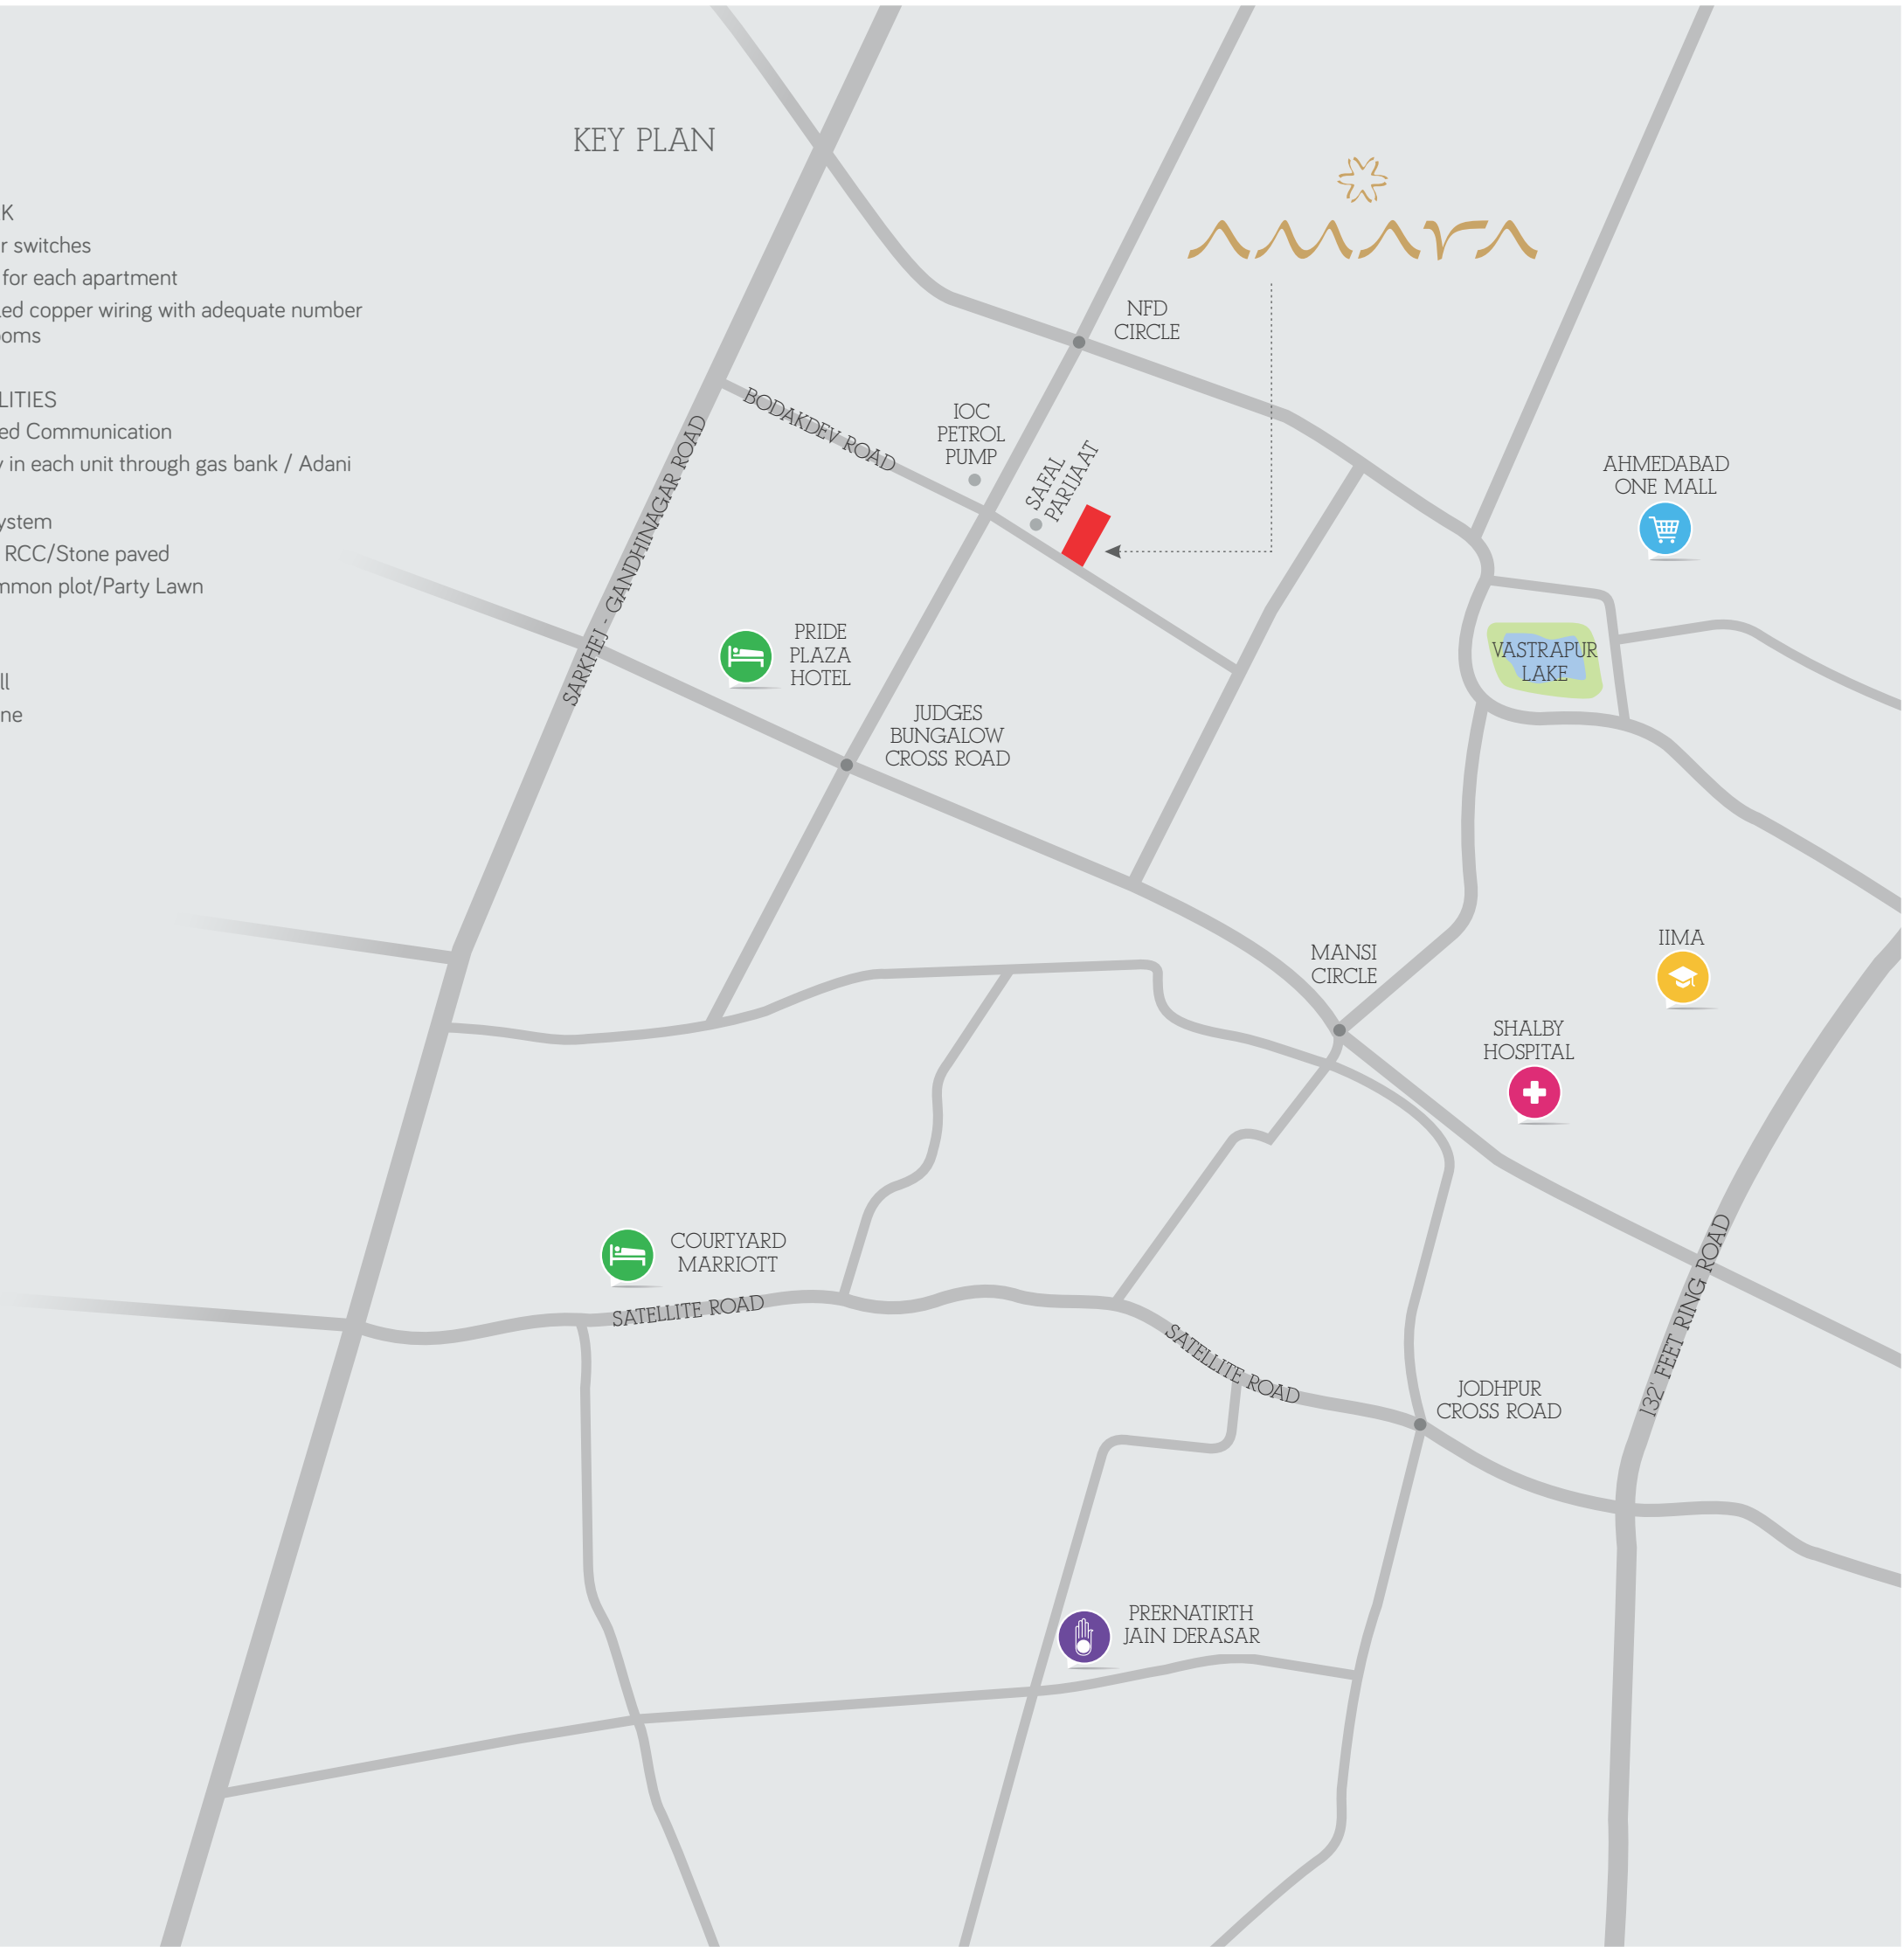 KEY PLAN
K
r switches
for each apartment
led copper wiring with adequate number
oms
LITIES
ed Communication
y in each unit through gas bank / Adani
ystem
RCC/Stone paved
mmon plot/Party Lawn
ll
ne
AMARA
NFD
CIRCLE
BODAKDEV ROAD
IOC
PETROL
PUMP
SAFAL
PARIJAAT
SARKHEJ - GANDHINAGAR ROAD
AHMEDABAD
ONE MALL
PRIDE
PLAZA
HOTEL
VASTRAPUR
LAKE
JUDGES
BUNGALOW
CROSS ROAD
MANSI
CIRCLE
IIMA
SHALBY
HOSPITAL
COURTYARD
MARRIOTT
SATELLITE ROAD
SATELLITE ROAD
132' FEET RING ROAD
JODHPUR
CROSS ROAD
PRERNATIRTH
JAIN DERASAR